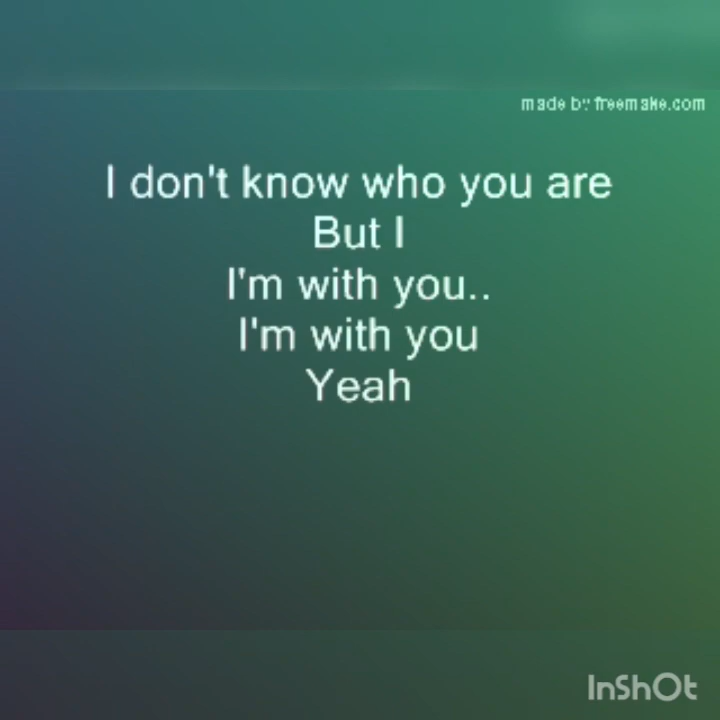 made by freemake.com
I don't know who you are
But I
I'm with you..
I'm with you
Yeah
InShOt